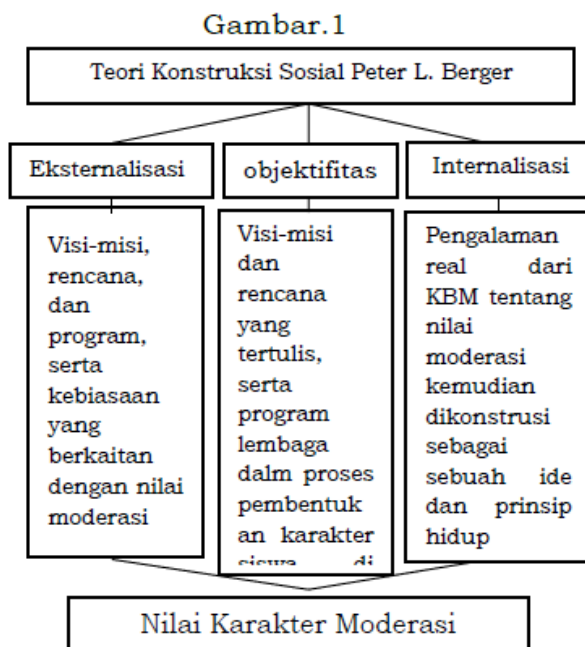 Gambar.1
Teori Konstruksi Sosial Peter L. Berger
Eksternalisasi
objektifitas
Internalisasi
Visi-misi,
rencana,
dan
program,
serta
kebiasaan
yang
berkaitan
dengan nilai
moderasi
Visi-misi
dan
rencana
yang
tertulis,
serta
program
lembaga
dalm proses
pembentuk
an karakter
siswa di
Pengalaman
real dari
KBM tentang
nilai
moderasi
kemudian
dikonstrusi
sebagai
sebuah ide
dan prinsip
hidup
Nilai Karakter Moderasi